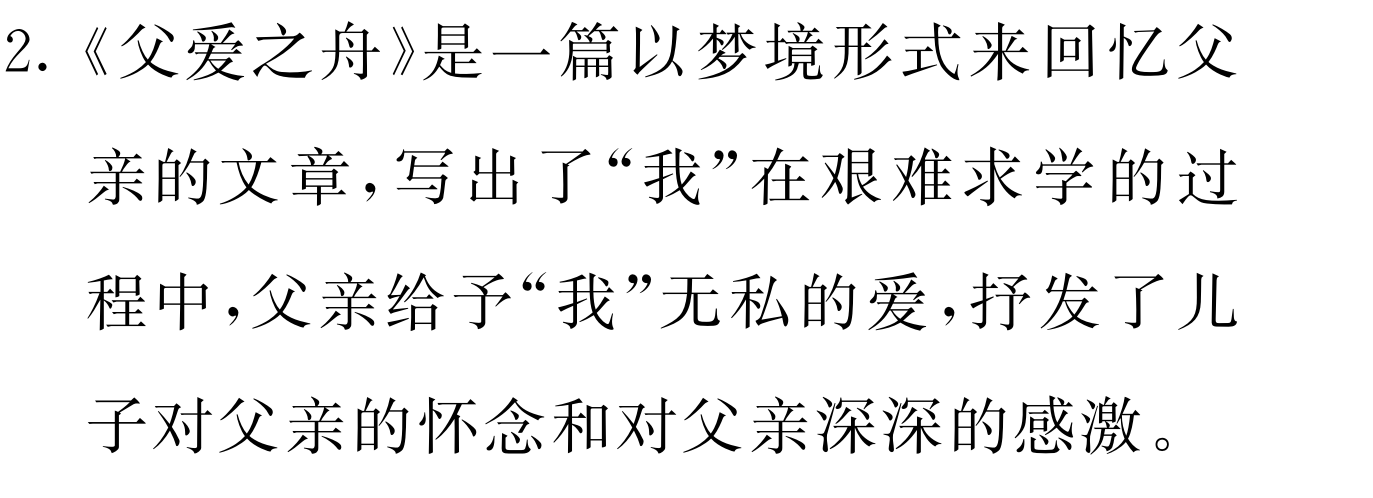 2.《父爱之舟》是一篇以梦境形式来回忆父
亲的文章,写出了“我”在艰难求学的过
程中,父亲给予“我”无私的爱,抒发了儿
子对父亲的怀念和对父亲深深的感激。